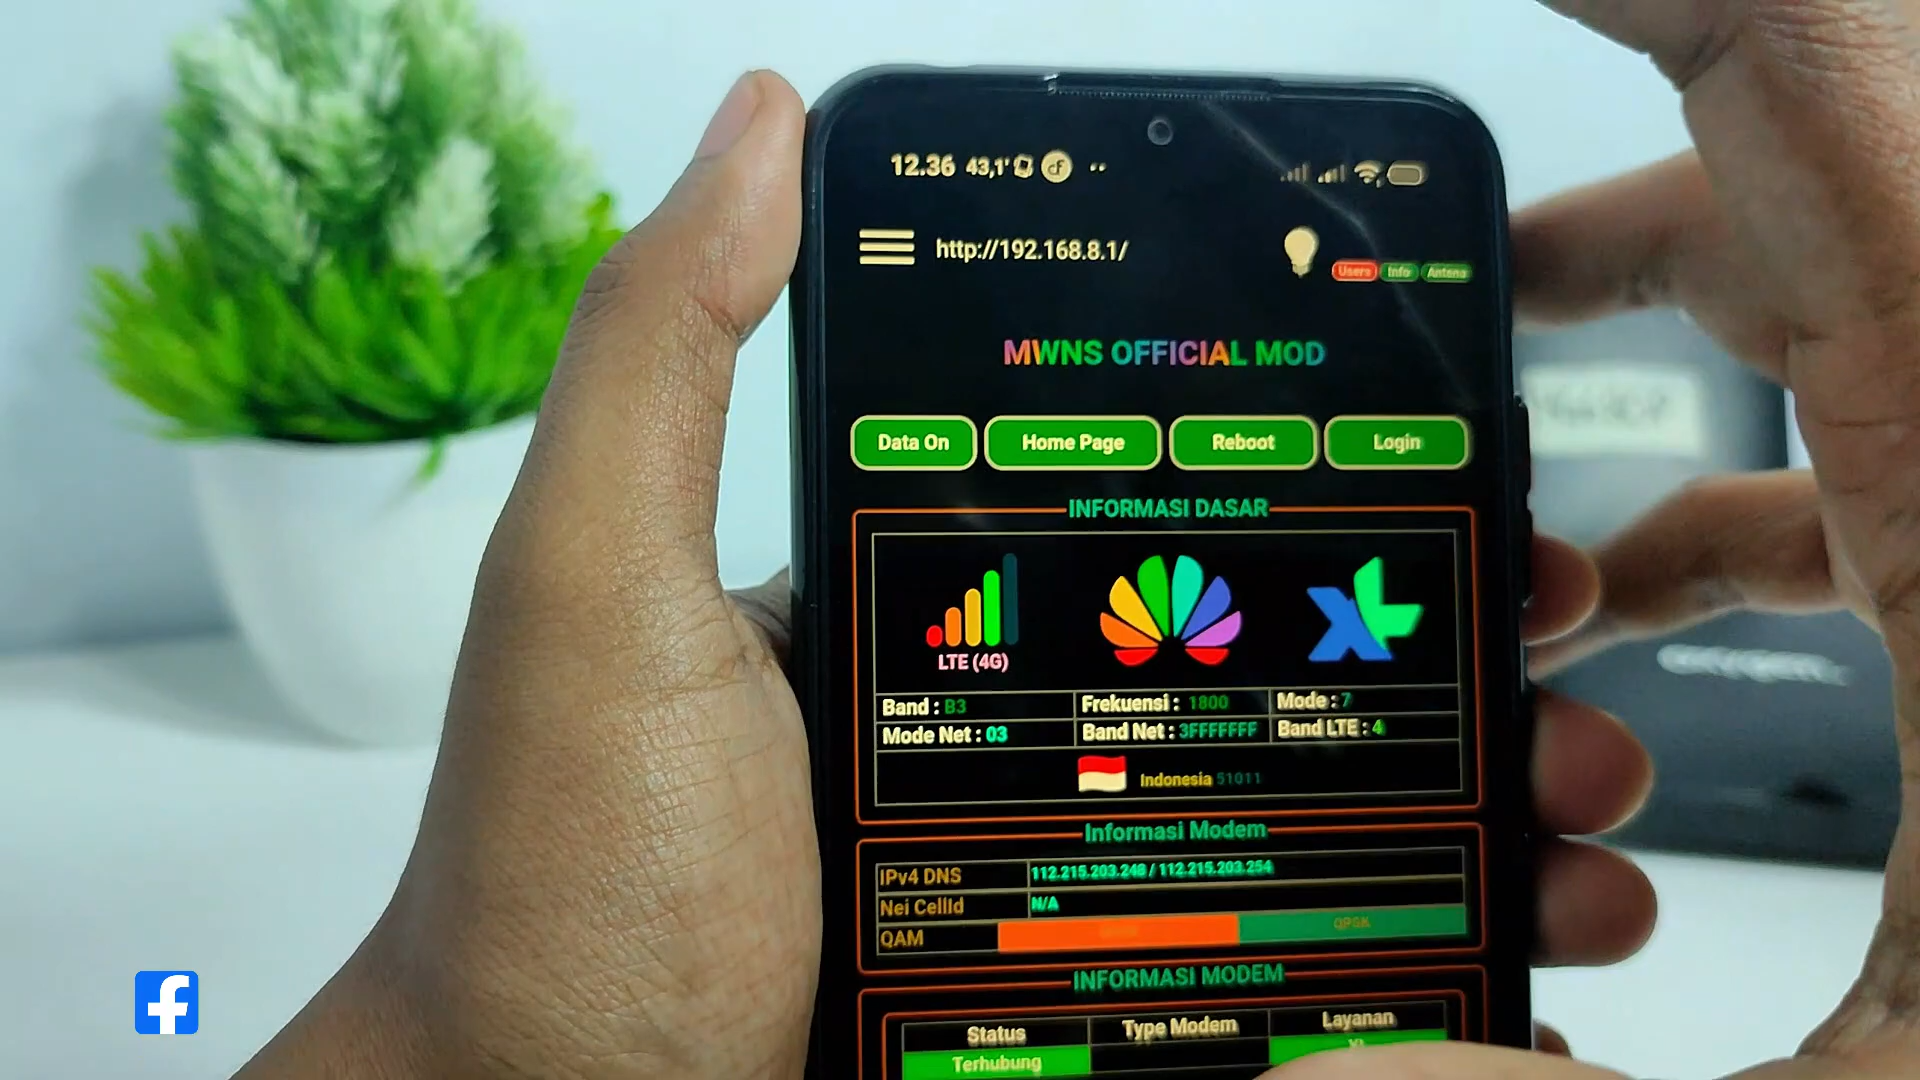 12.36 43,1'
http://192.168.8.1/
Users Info Antena
MWNS OFFICIAL MOD
Data On Home Page Reboot Login
INFORMASI DASAR
LTE (4G)
XL
Band : B3 Frekuensi : 1800 Mode : 7
Mode Net : 03 Band Net : 3FFFFFFF Band LTE : 4
Indonesia 51011
Informasi Modem
IPv4 DNS 112.215.203.248 / 112.215.203.254
Nei CellId N/A
QAM QPSK
INFORMASI MODEM
Status Type Modem Layanan
Terhubung